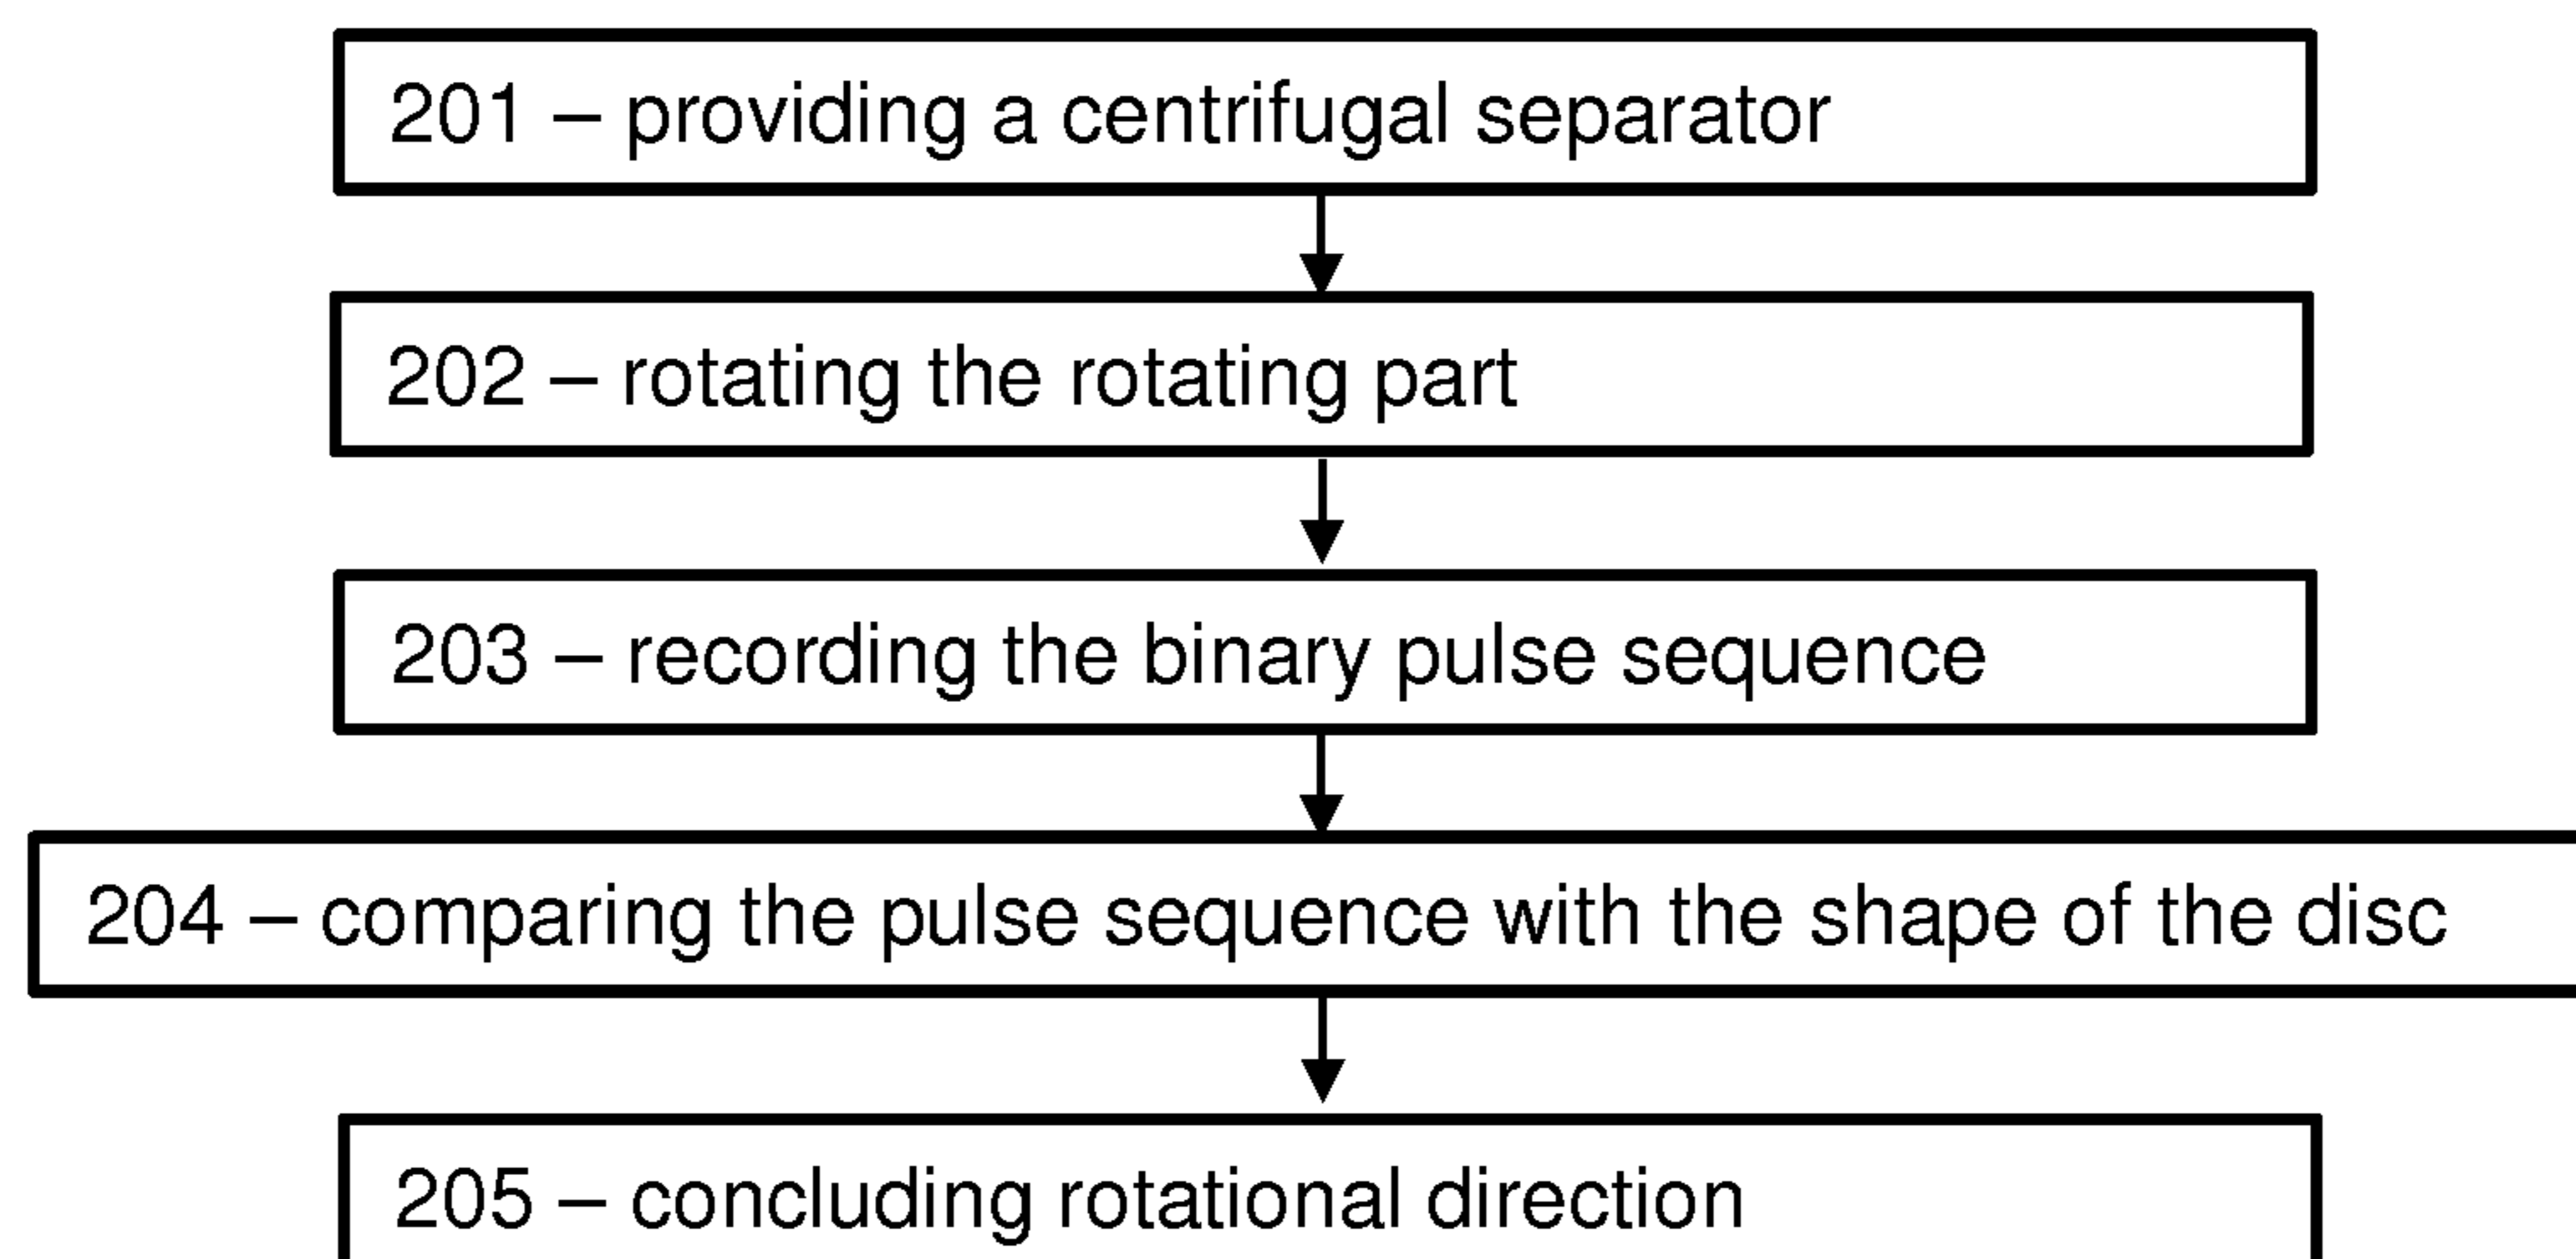 201 – providing a centrifugal separator
202 – rotating the rotating part
203 – recording the binary pulse sequence
204 – comparing the pulse sequence with the shape of the disc
205 – concluding rotational direction